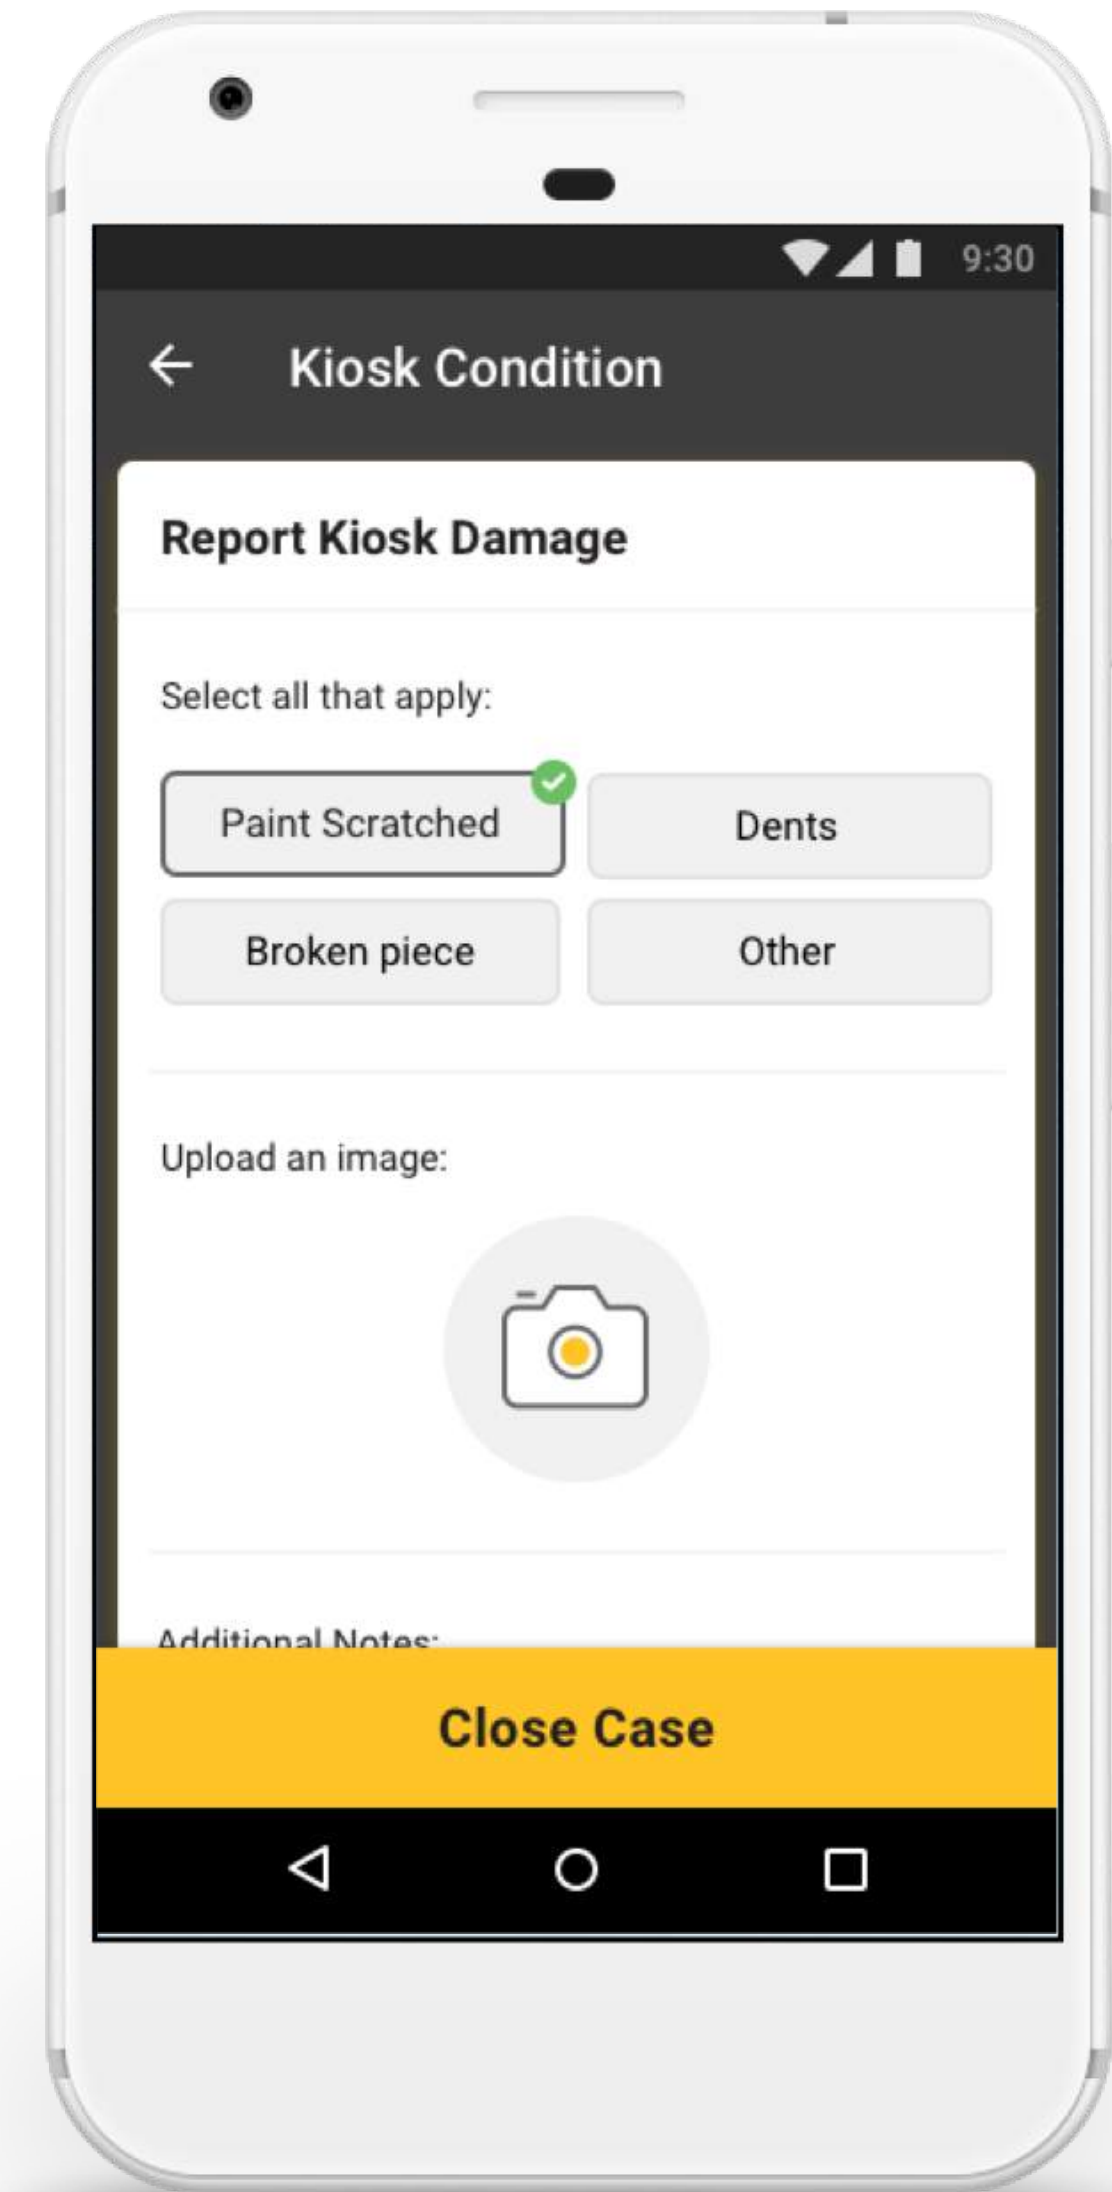 9:30
Kiosk Condition
Report Kiosk Damage
Select all that apply:
Paint Scratched
Dents
Broken piece
Other
Upload an image:
Additional Notes:
Close Case